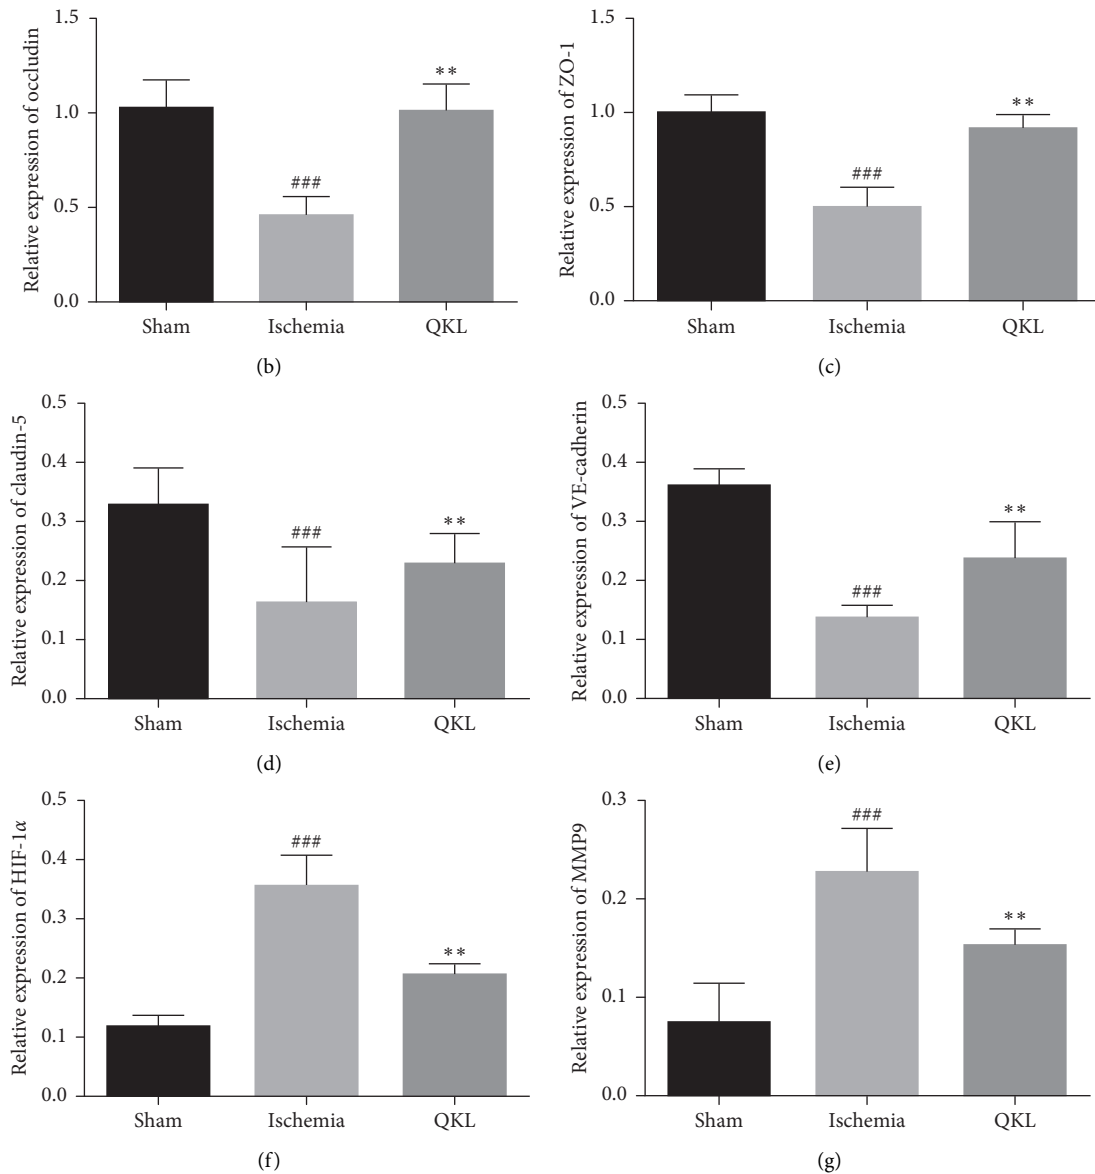 Relative expression of occludin
1.5
1.0
0.5
0.0
**
###
Sham Ischemia QKL
(b)
Relative expression of ZO-1
1.5
1.0
0.5
0.0
**
###
Sham Ischemia QKL
(c)
Relative expression of claudin-5
0.5
0.4
0.3
0.2
0.1
0.0
###
**
Sham Ischemia QKL
(d)
Relative expression of VE-cadherin
0.5
0.4
0.3
0.2
0.1
0.0
**
###
Sham Ischemia QKL
(e)
Relative expression of HIF-1α
0.5
0.4
0.3
0.2
0.1
0.0
###
**
Sham Ischemia QKL
(f)
Relative expression of MMP9
0.3
0.2
0.1
0.0
###
**
Sham Ischemia QKL
(g)